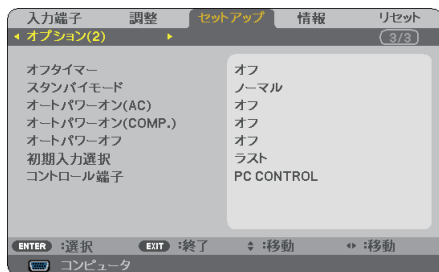 入力端子 調整 セットアップ 情報 リセット
オプション(2) 3/3
オフタイマー オフ
スタンバイモード ノーマル
オートパワーオン(AC) オフ
オートパワーオン(COMP.) オフ
オートパワーオフ オフ
初期入力選択 ラスト
コントロール端子 PC CONTROL
ENTER :選択 EXIT :終了 :移動 :移動
コンピュータ